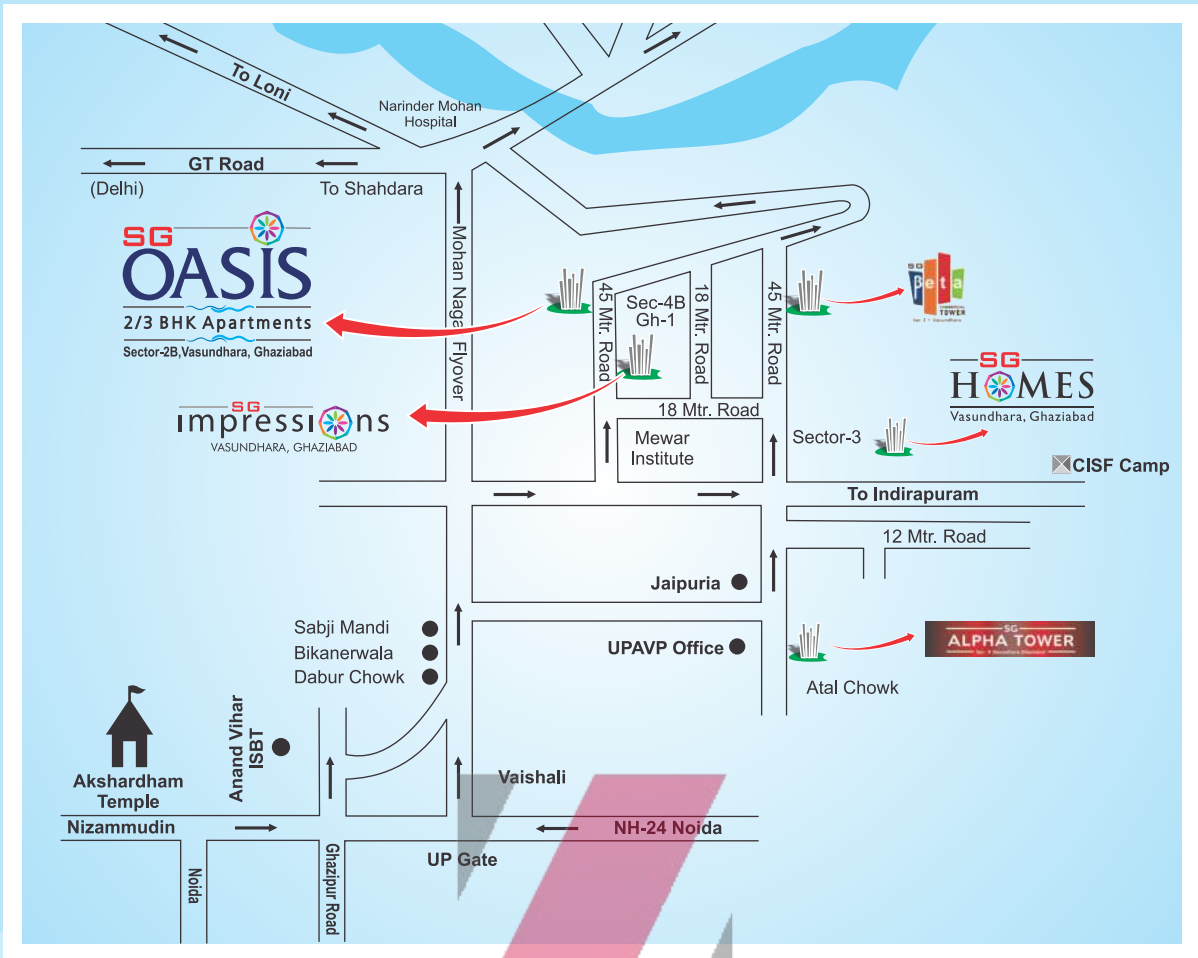 To Loni
Narinder Mohan
Hospital
GT Road
(Delhi)
To Shahdara
SG
OASIS
2/3 BHK Apartments
Sector-2B,Vasundhara, Ghaziabad
Mohan Nagar Flyover
45 Mtr. Road
Sec-4B
Gh-1
18 Mtr. Road
45 Mtr. Road
SG
Beta
COMMERCIAL
TOWER
SG
HOMES
Vasundhara, Ghaziabad
SG
impressions
VASUNDHARA, GHAZIABAD
18 Mtr. Road
Mewar
Institute
Sector-3
CISF Camp
To Indirapuram
12 Mtr. Road
Jaipuria
Sabji Mandi
Bikanerwala
Dabur Chowk
UPAVP Office
SG
ALPHA TOWER
Atal Chowk
Anand Vihar
ISBT
Akshardham
Temple
Vaishali
Nizammudin
NH-24 Noida
UP Gate
Noida
Ghazipur Road